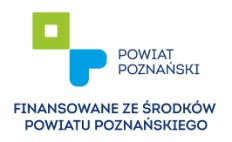 POWIAT
POZNAŃSKI
FINANSOWANE ZE ŚRODKÓW
POWIATU POZNAŃSKIEGO